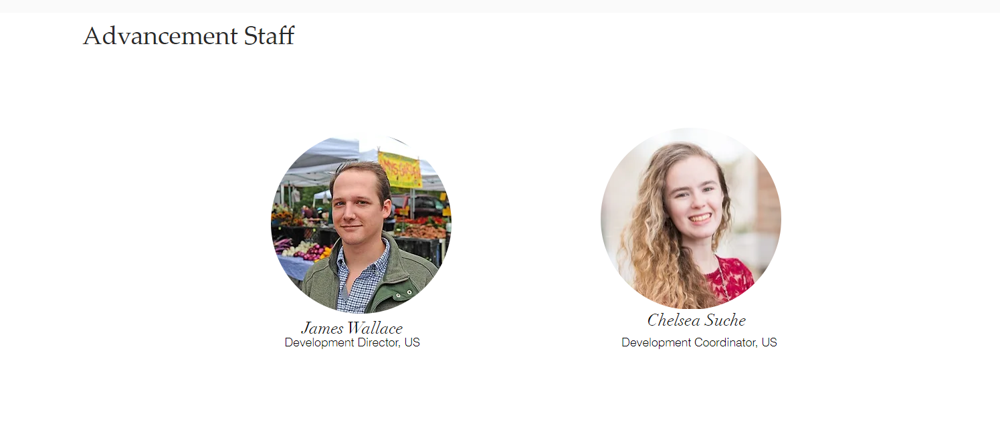 Advancement Staff
James Wallace
Development Director, US
Chelsea Suche
Development Coordinator, US